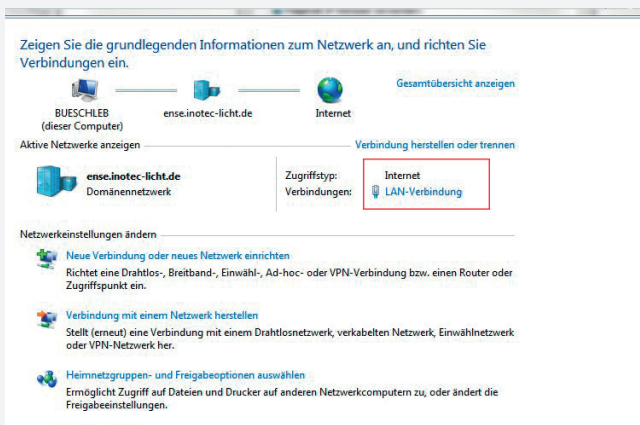 Zeigen Sie die grundlegenden Informationen zum Netzwerk an, und richten Sie
Verbindungen ein.
Gesamtübersicht anzeigen
BUESCHLEB
(dieser Computer)
ense.inotec-licht.de
Internet
Aktive Netzwerke anzeigen
Verbindung herstellen oder trennen
ense.inotec-licht.de
Domänennetzwerk
Zugriffstyp: Internet
Verbindungen: LAN-Verbindung
Netzwerkeinstellungen ändern
Neue Verbindung oder neues Netzwerk einrichten
Richtet eine Drahtlos-, Breitband-, Einwähl-, Ad-hoc- oder VPN-Verbindung bzw. einen Router oder
Zugriffspunkt ein.
Verbindung mit einem Netzwerk herstellen
Stellt (erneut) eine Verbindung mit einem Drahtlosnetzwerk, verkabelten Netzwerk, Einwählnetzwerk
oder VPN-Netzwerk her.
Heimnetzgruppen- und Freigabeoptionen auswählen
Ermöglicht Zugriff auf Dateien und Drucker auf anderen Netzwerkcomputern zu, oder ändert die
Freigabeeinstellungen.